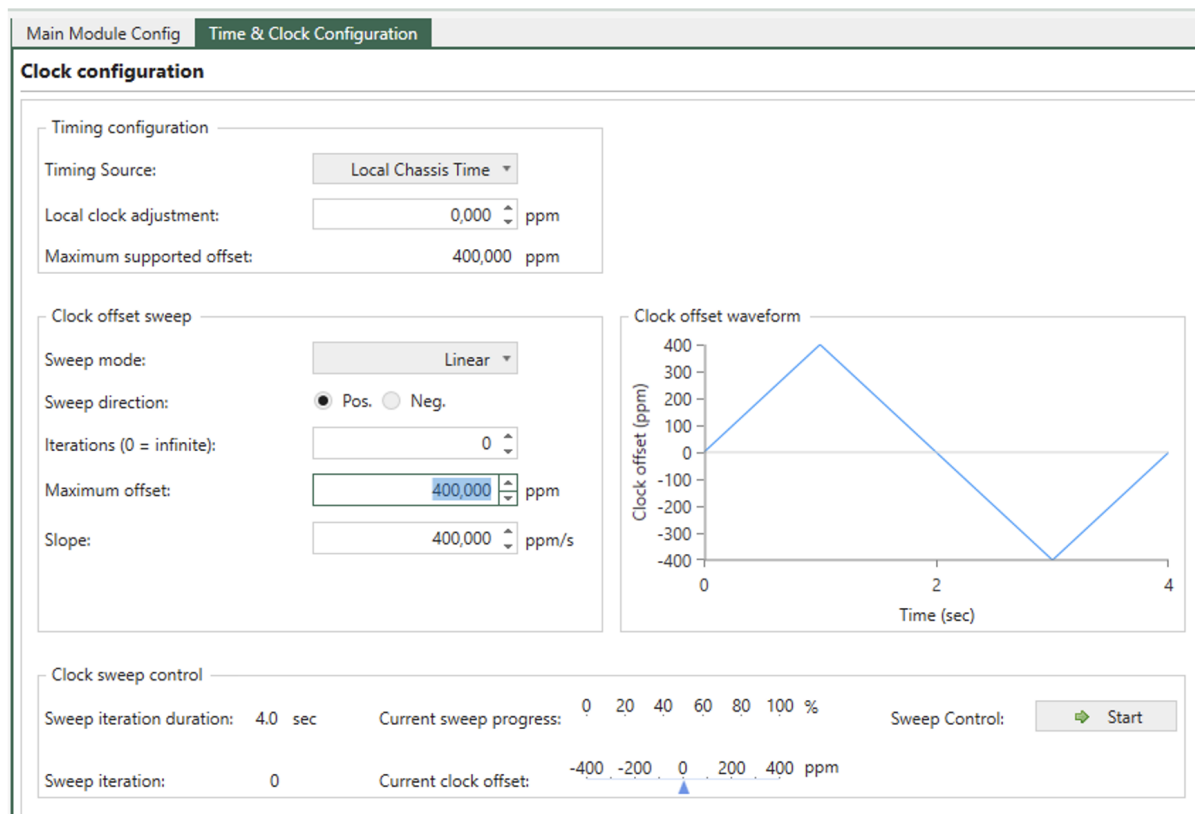 Main Module Config Time & Clock Configuration
Clock configuration
Timing configuration
Timing Source: Local Chassis Time
Local clock adjustment: 0,000 ppm
Maximum supported offset: 400,000 ppm
Clock offset sweep
Sweep mode: Linear
Sweep direction: Pos. Neg.
Iterations (0 = infinite): 0
Maximum offset: 400,000 ppm
Slope: 400,000 ppm/s
Clock offset waveform
Clock offset (ppm)
400
300
200
100
0
-100
-200
-300
-400
0 2 4
Time (sec)
Clock sweep control
Sweep iteration duration: 4.0 sec Current sweep progress: 0 20 40 60 80 100 % Sweep Control: Start
Sweep iteration: 0 Current clock offset: -400 -200 0 200 400 ppm